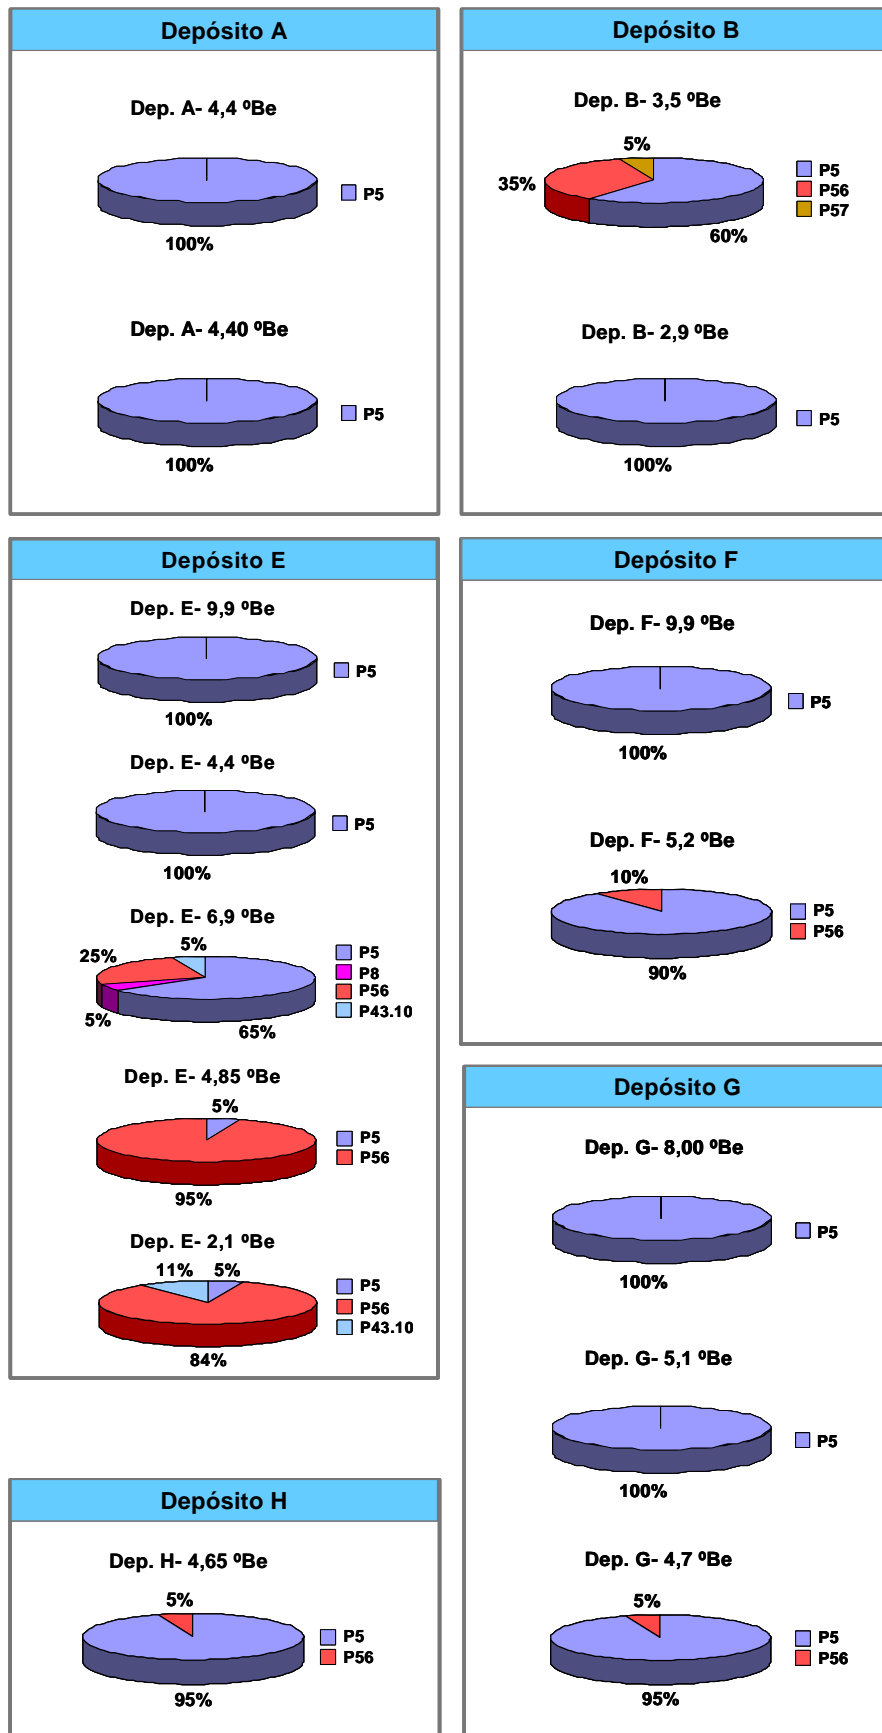 Depósito A
Dep. A- 4,4 ºBe
P5
100%
Dep. A- 4,40 ºBe
P5
100%
Depósito B
Dep. B- 3,5 ºBe
5%
35%
60%
P5
P56
P57
Dep. B- 2,9 ºBe
P5
100%
Depósito E
Dep. E- 9,9 ºBe
P5
100%
Dep. E- 4,4 ºBe
P5
100%
Dep. E- 6,9 ºBe
25%
5%
5%
65%
P5
P8
P56
P43.10
Dep. E- 4,85 ºBe
5%
P5
P56
95%
Dep. E- 2,1 ºBe
11%
5%
P5
P56
P43.10
84%
Depósito F
Dep. F- 9,9 ºBe
P5
100%
Dep. F- 5,2 ºBe
10%
P5
P56
90%
Depósito G
Dep. G- 8,00 ºBe
P5
100%
Dep. G- 5,1 ºBe
P5
100%
Dep. G- 4,7 ºBe
5%
P5
P56
95%
Depósito H
Dep. H- 4,65 ºBe
5%
P5
P56
95%